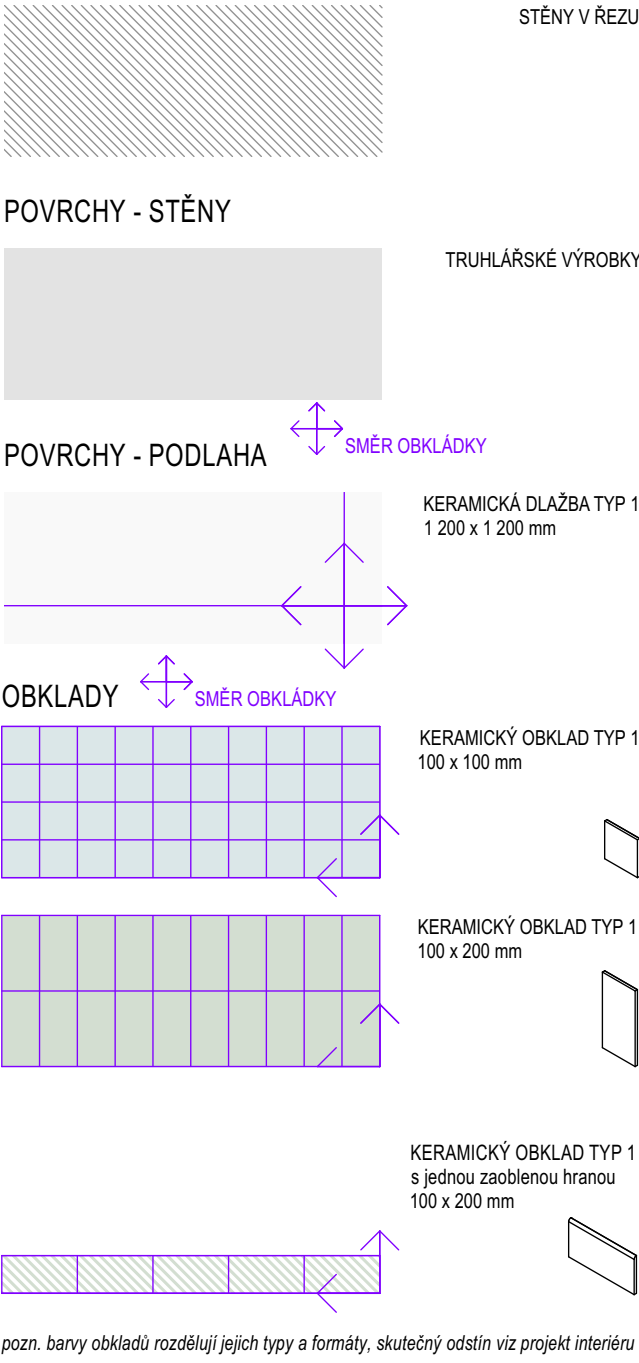 STĚNY V ŘEZU
POVRCHY - STĚNY
TRUHLÁŘSKÉ VÝROBKY
SMĚR OBKLÁDKY
POVRCHY - PODLAHA
KERAMICKÁ DLAŽBA TYP 1
1 200 x 1 200 mm
OBKLADY
SMĚR OBKLÁDKY
KERAMICKÝ OBKLAD TYP 1
100 x 100 mm
KERAMICKÝ OBKLAD TYP 1
100 x 200 mm
KERAMICKÝ OBKLAD TYP 1
s jednou zaoblenou hranou
100 x 200 mm
pozn. barvy obkladů rozdělují jejich typy a formáty, skutečný odstín viz projekt interiéru